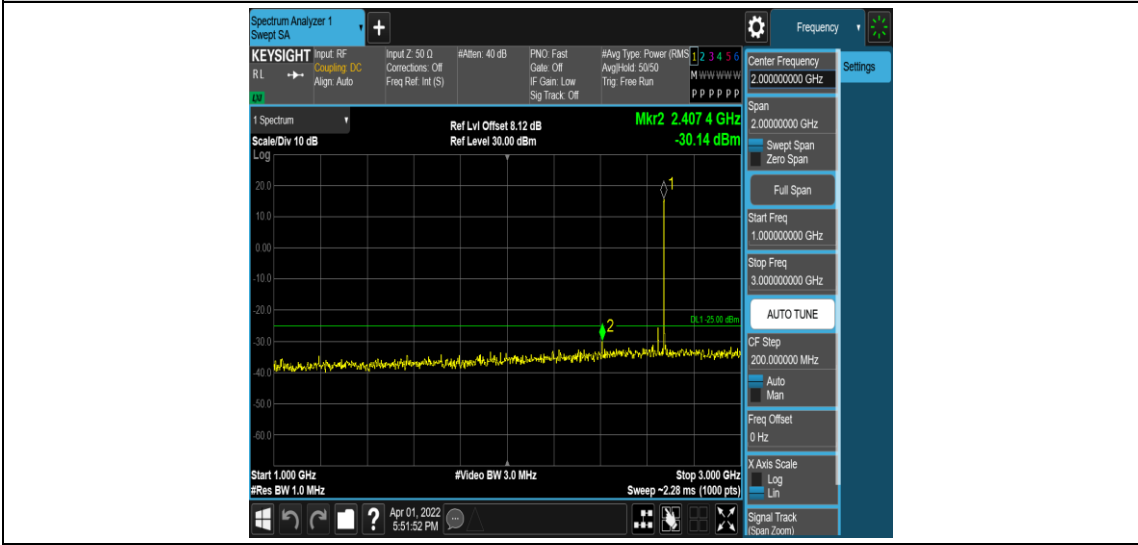 Spectrum Analyzer 1
Swept SA
+
Frequency
KEYSIGHT
RL
LXI
Input: RF
Coupling: DC
Align: Auto
Input Z: 50 Ω
Corrections: Off
Freq Ref: Int (S)
#Atten: 40 dB
PNO: Fast
Gate: Off
IF Gain: Low
Sig Track: Off
#Avg Type: Power (RMS
Avg|Hold: 50/50
Trig: Free Run
1 2 3 4 5 6
M W W W W W
P P P P P P
1 Spectrum
Scale/Div 10 dB
Log
Ref Lvl Offset 8.12 dB
Ref Level 30.00 dBm
Mkr2 2.407 4 GHz
-30.14 dBm
20.0
10.0
0.00
-10.0
-20.0
-30.0
-40.0
-50.0
-60.0
1
2
DL1 -25.00 dBm
Start 1.000 GHz
#Res BW 1.0 MHz
#Video BW 3.0 MHz
Stop 3.000 GHz
Sweep ~2.28 ms (1000 pts)
?
Apr 01, 2022
5:51:52 PM
Center Frequency
2.000000000 GHz
Span
2.00000000 GHz
Swept Span
Zero Span
Full Span
Start Freq
1.000000000 GHz
Stop Freq
3.000000000 GHz
AUTO TUNE
CF Step
200.000000 MHz
Auto
Man
Freq Offset
0 Hz
X Axis Scale
Log
Lin
Signal Track
(Span Zoom)
Settings